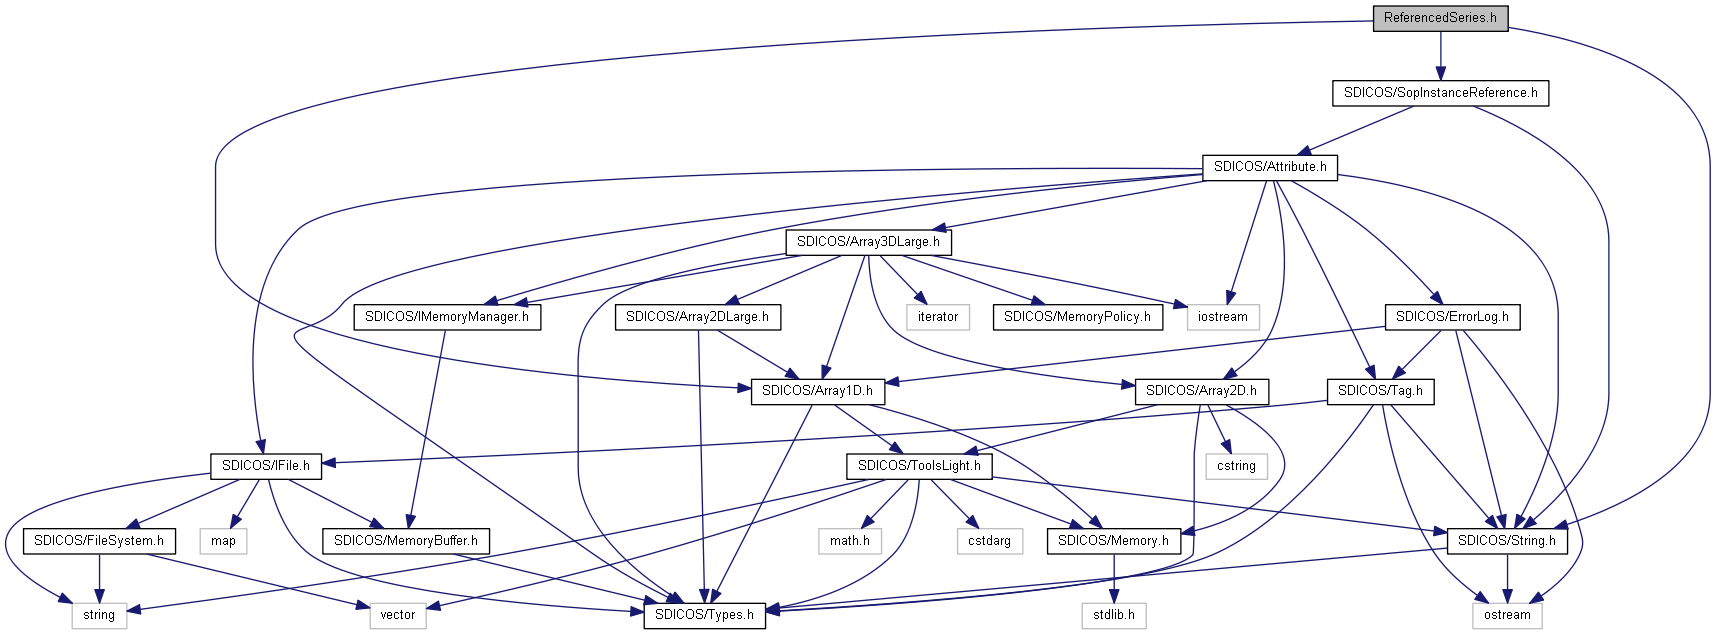 ReferencedSeries.h
SDICOS/SopInstanceReference.h
SDICOS/Attribute.h
SDICOS/Array3DLarge.h
SDICOS/IMemoryManager.h
SDICOS/Array2DLarge.h
iterator
SDICOS/MemoryPolicy.h
iostream
SDICOS/ErrorLog.h
SDICOS/Array1D.h
SDICOS/Array2D.h
SDICOS/Tag.h
SDICOS/IFile.h
SDICOS/ToolsLight.h
cstring
SDICOS/FileSystem.h
map
SDICOS/MemoryBuffer.h
math.h
cstdarg
SDICOS/Memory.h
SDICOS/String.h
string
vector
SDICOS/Types.h
stdlib.h
ostream